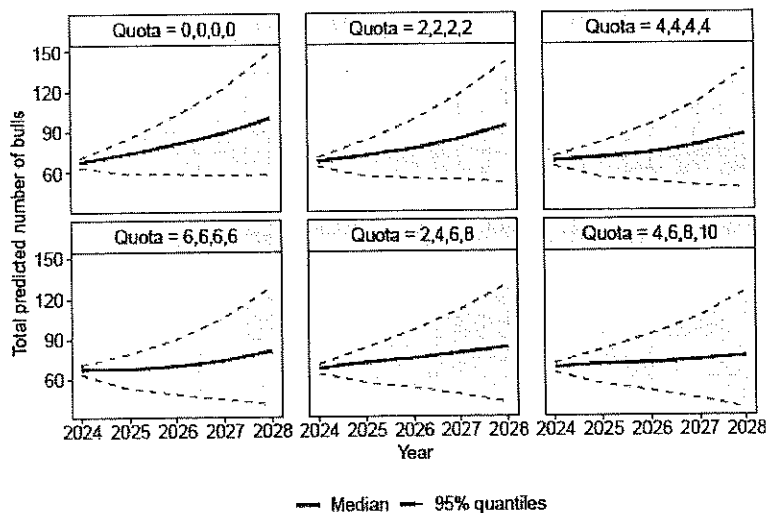 Quota = 0,0,0,0
Quota = 2,2,2,2
Quota = 4,4,4,4
150
120
90
60
Quota = 6,6,6,6
Quota = 2,4,6,8
Quota = 4,6,8,10
150
120
90
60
Total predicted number of bulls
2024 2025 2026 2027 2028
2024 2025 2026 2027 2028
2024 2025 2026 2027 2028
Year
Median 95% quantiles